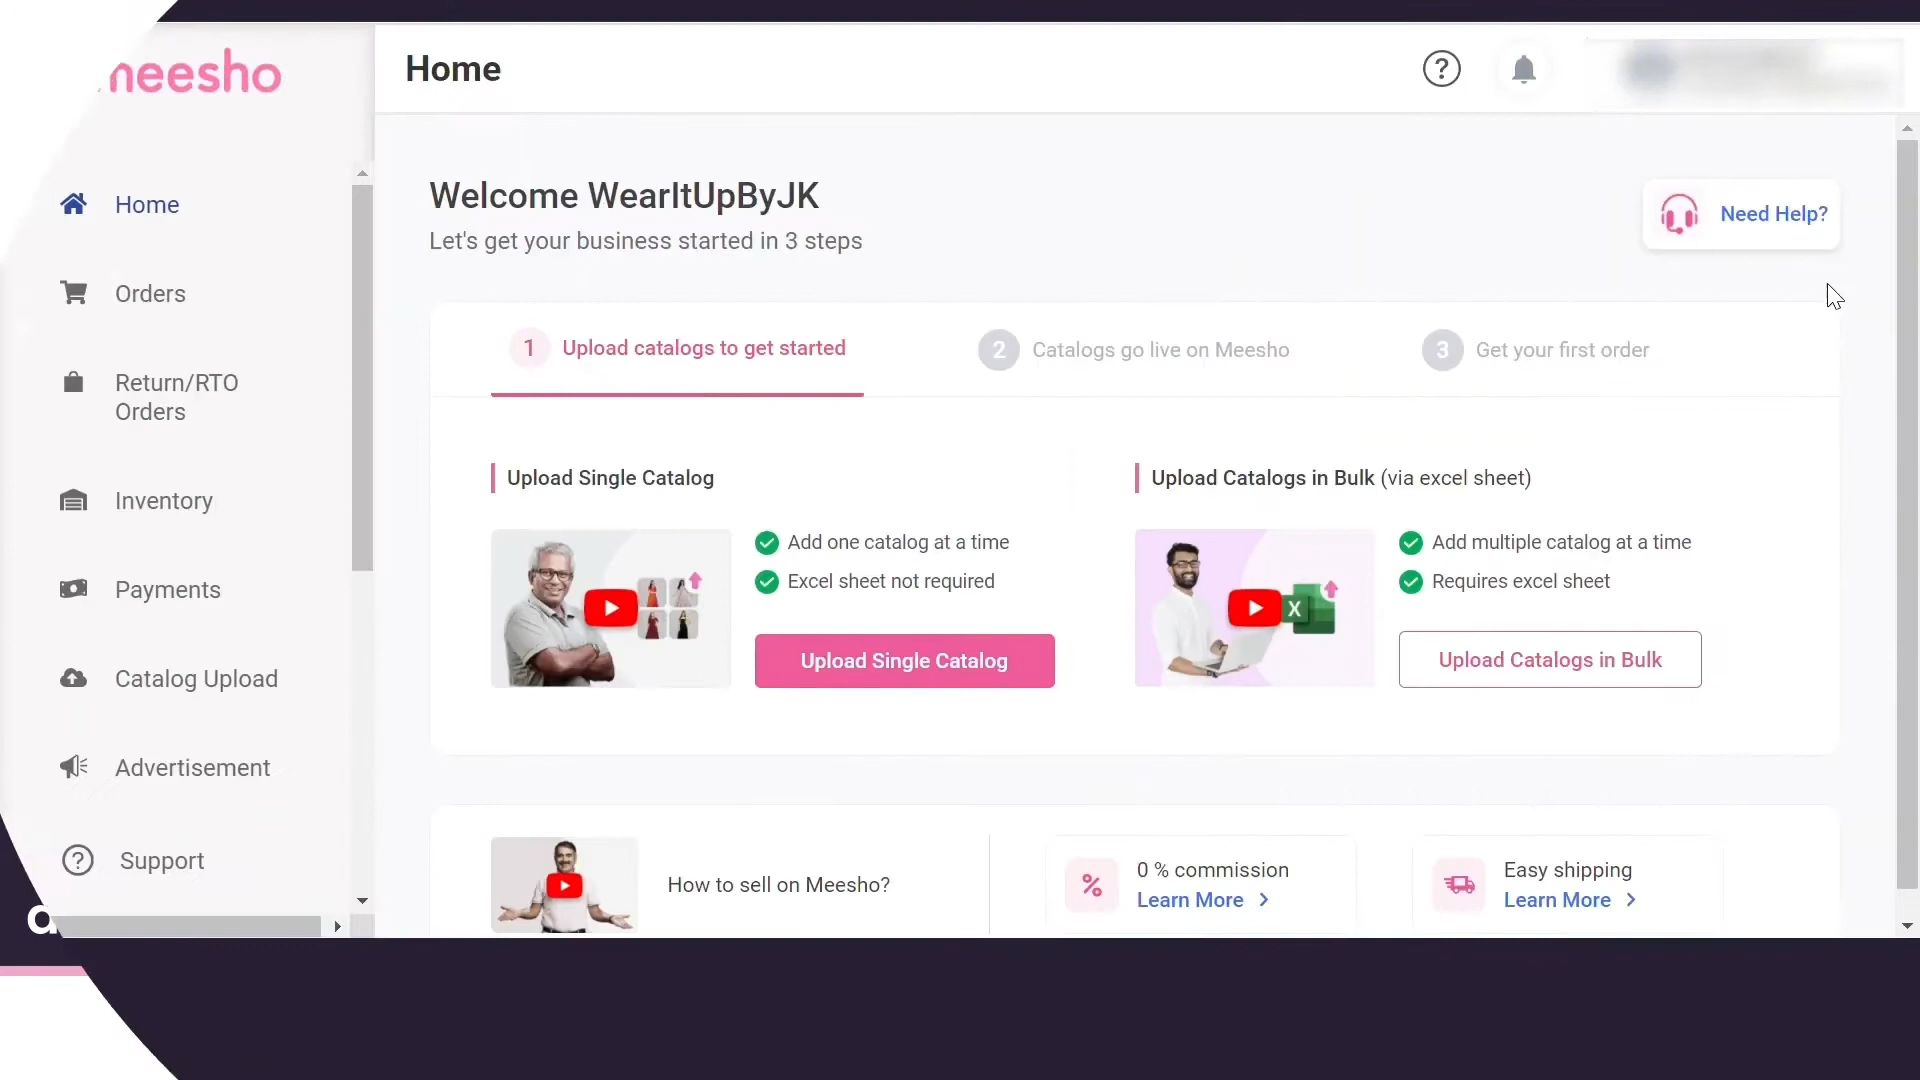 meesho
Home
Home
Orders
Return/RTO
Orders
Inventory
Payments
Catalog Upload
Advertisement
Support
Welcome WearItUpByJK
Let's get your business started in 3 steps
Need Help?
1 Upload catalogs to get started
2 Catalogs go live on Meesho
3 Get your first order
Upload Single Catalog
Add one catalog at a time
Excel sheet not required
Upload Single Catalog
Upload Catalogs in Bulk (via excel sheet)
X
Add multiple catalog at a time
Requires excel sheet
Upload Catalogs in Bulk
How to sell on Meesho?
0 % commission
Learn More
Easy shipping
Learn More